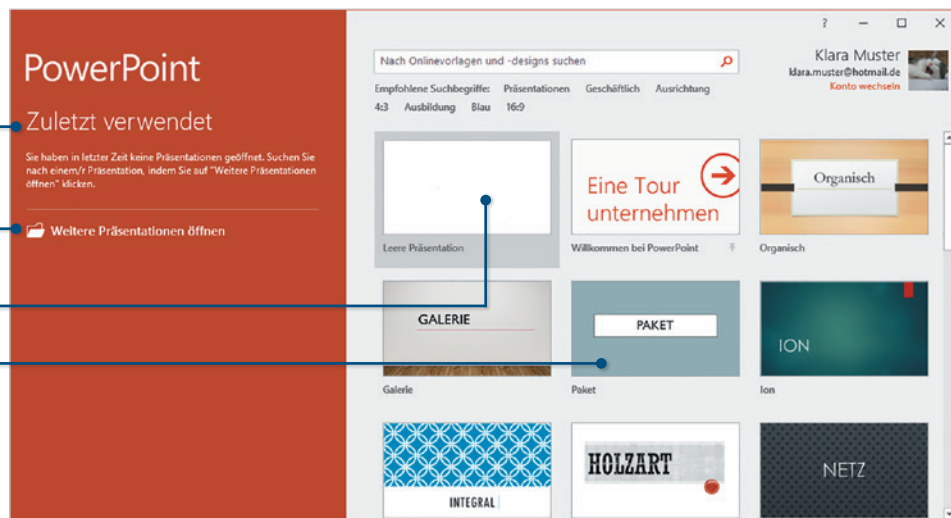 PowerPoint
Zuletzt verwendet
Sie haben in letzter Zeit keine Präsentationen geöffnet. Suchen Sie
nach einem/r Präsentation, indem Sie auf "Weitere Präsentationen
öffnen" klicken.
Weitere Präsentationen öffnen
?
Nach Onlinevorlagen und -designs suchen
Klara Muster
klara.muster@hotmail.de
Konto wechseln
Empfohlene Suchbegriffe: Präsentationen Geschäftlich Ausrichtung
4:3 Ausbildung Blau 16:9
Eine Tour
unternehmen
Organisch
Leere Präsentation
Willkommen bei PowerPoint
Organisch
GALERIE
PAKET
ION
Galerie
Paket
Ion
INTEGRAL
HOLZART
NETZ